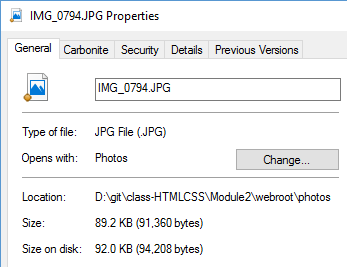 IMG_0794.JPG Properties
General Carbonite Security Details Previous Versions
IMG_0794.JPG
Type of file: JPG File (.JPG)
Opens with: Photos Change...
Location: D:\git\class-HTMLCSS\Module2\webroot\photos
Size: 89.2 KB (91,360 bytes)
Size on disk: 92.0 KB (94,208 bytes)